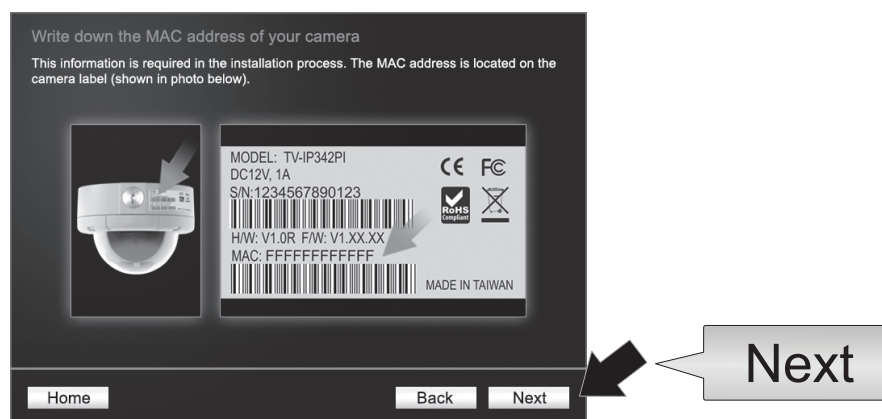 Write down the MAC address of your camera
This information is required in the installation process. The MAC address is located on the
camera label (shown in photo below).
MODEL: TV-IP342PI
DC12V, 1A
S/N:1234567890123
H/W: V1.0R F/W: V1.XX.XX
MAC: FFFFFFFFFFFF
CE FC
RoHS
Compliant
MADE IN TAIWAN
Home
Back
Next
Next